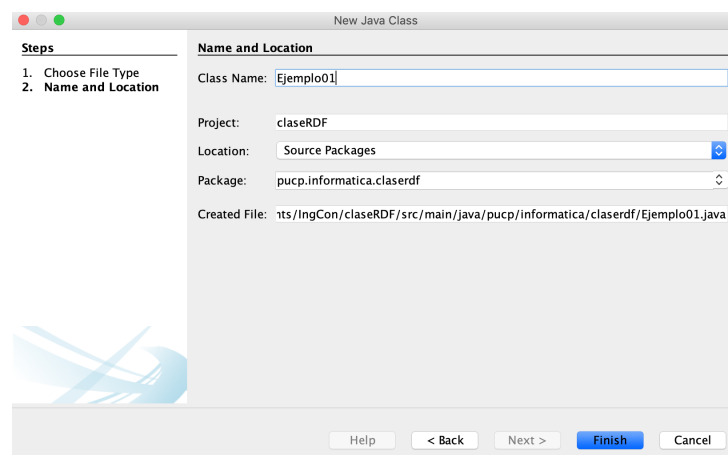 New Java Class
Steps
1. Choose File Type
2. Name and Location
Name and Location
Class Name: Ejemplo01
Project: claseRDF
Location: Source Packages
Package: pucp.informatica.claserdf
Created File: nts/IngCon/claseRDF/src/main/java/pucp/informatica/claserdf/Ejemplo01.java
Help < Back Next > Finish Cancel